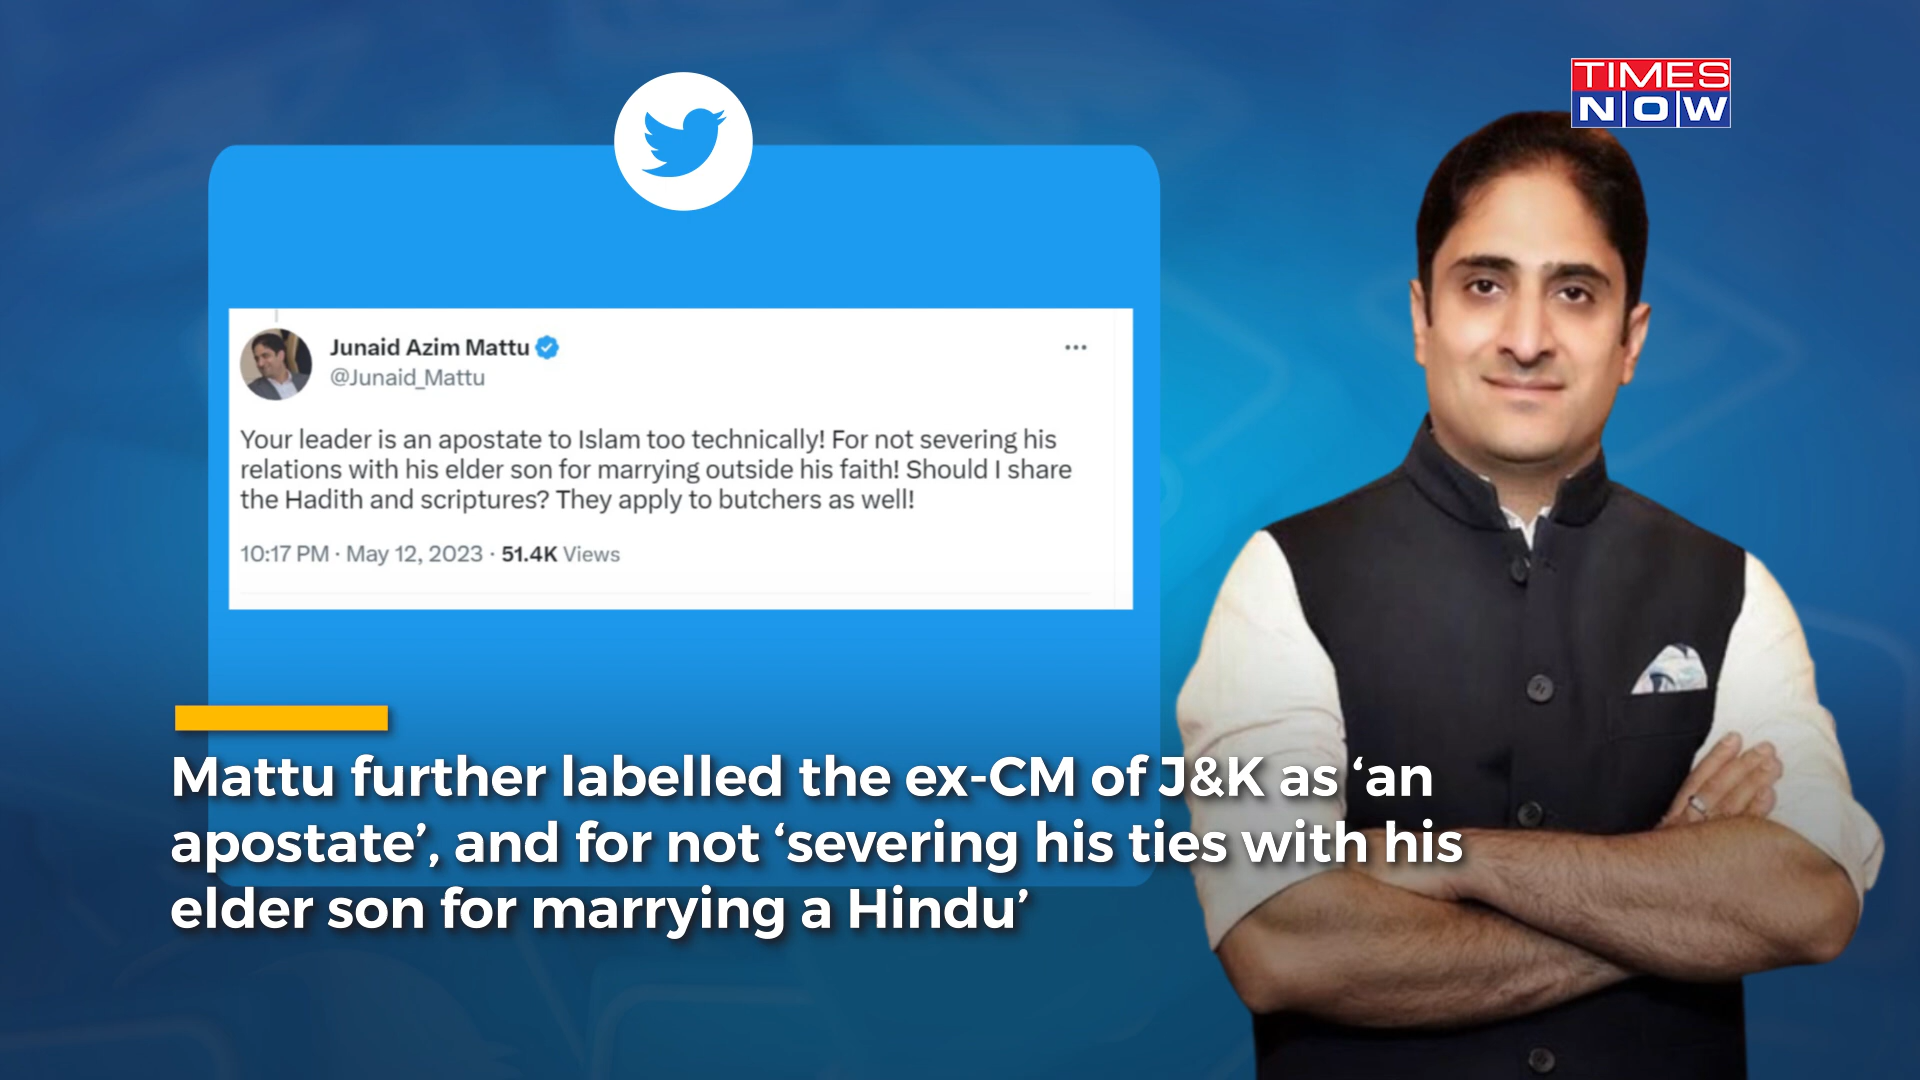 TIMES
NOW
Junaid Azim Mattu
@Junaid_Mattu
Your leader is an apostate to Islam too technically! For not severing his
relations with his elder son for marrying outside his faith! Should I share
the Hadith and scriptures? They apply to butchers as well!
10:17 PM · May 12, 2023 · 51.4K Views
Mattu further labelled the ex-CM of J&K as ‘an
apostate’, and for not ‘severing his ties with his
elder son for marrying a Hindu’